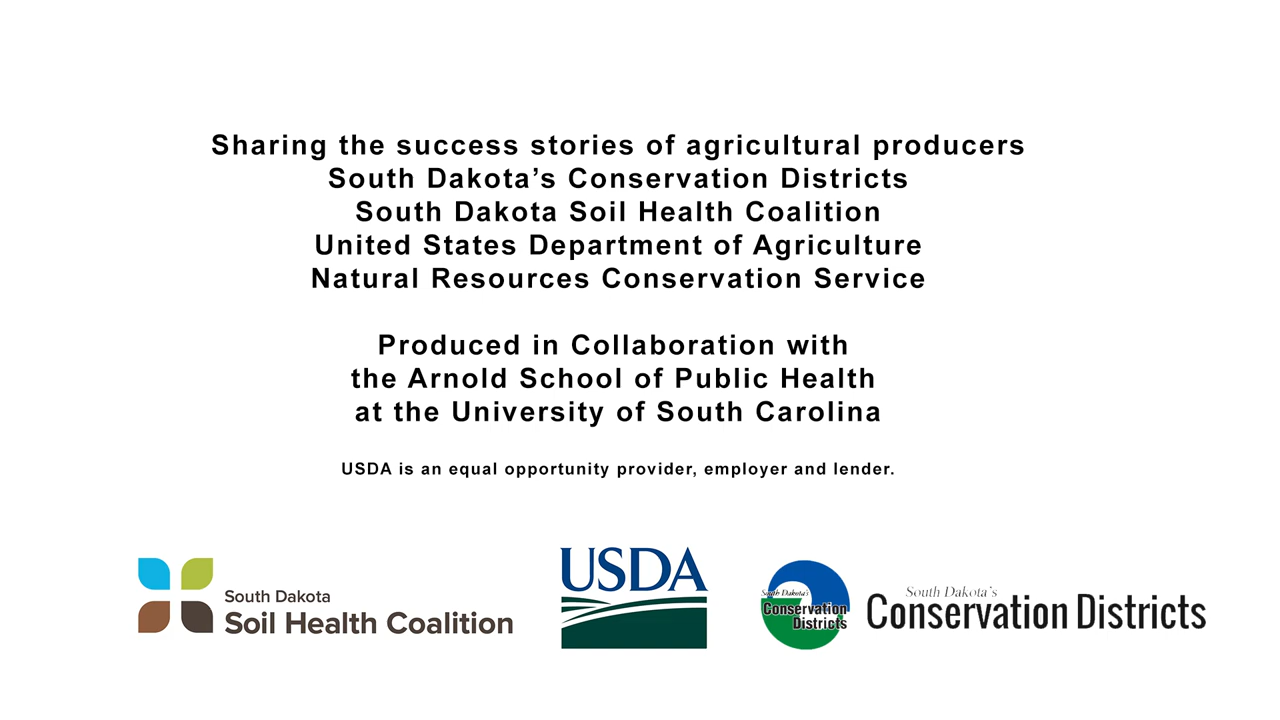 Sharing the success stories of agricultural producers
South Dakota’s Conservation Districts
South Dakota Soil Health Coalition
United States Department of Agriculture
Natural Resources Conservation Service
Produced in Collaboration with
the Arnold School of Public Health
at the University of South Carolina
USDA is an equal opportunity provider, employer and lender.
South Dakota
Soil Health Coalition
USDA
South Dakota's
Conservation
Districts
South Dakota's
Conservation Districts